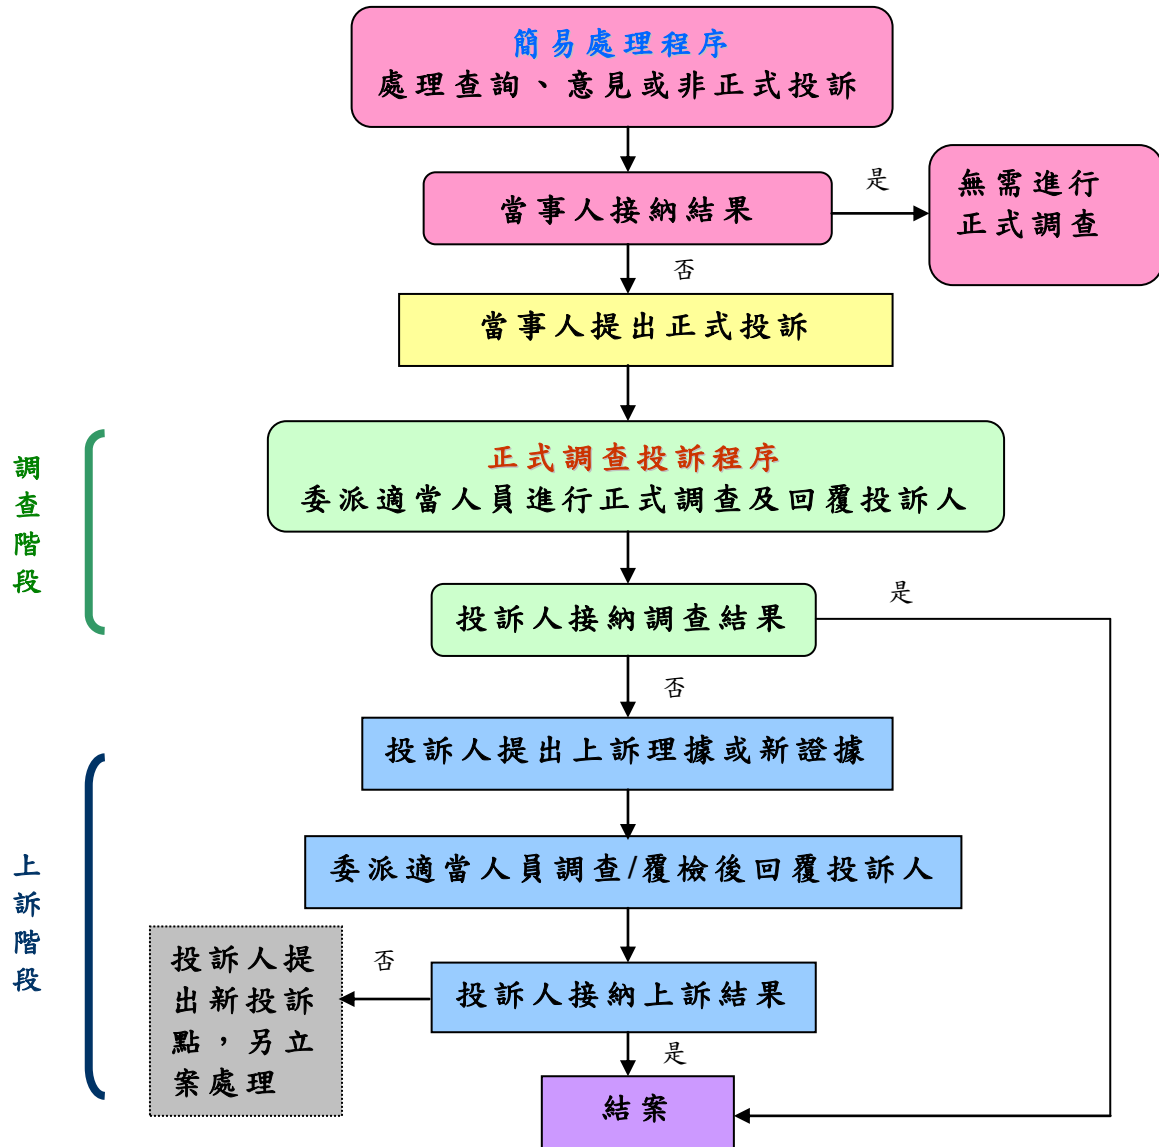 簡易處理程序
處理查詢、意見或非正式投訴
當事人接納結果
是
無需進行
正式調查
否
當事人提出正式投訴
調
查
階
段
正式調查投訴程序
委派適當人員進行正式調查及回覆投訴人
投訴人接納調查結果
是
否
上
訴
階
段
投訴人提出上訴理據或新證據
委派適當人員調查/覆檢後回覆投訴人
投訴人接納上訴結果
否
投訴人提
出新投訴
點，另立
案處理
是
結案